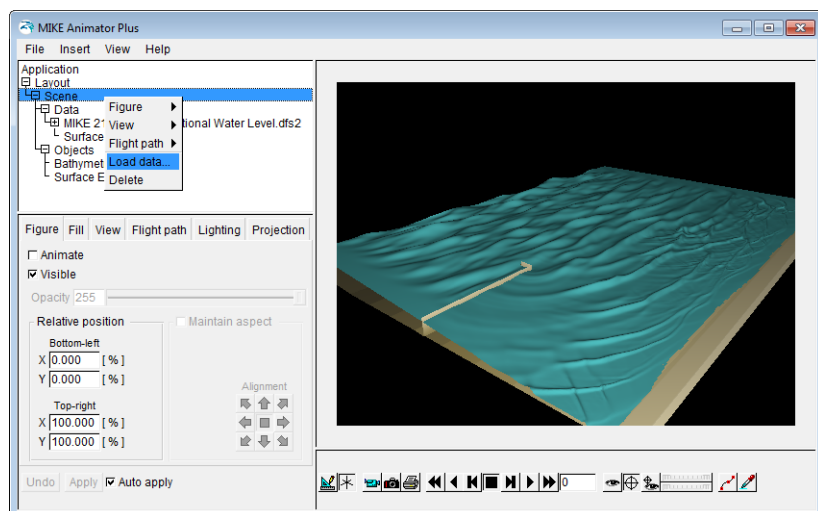 MIKE Animator Plus
File Insert View Help
Application
Layout
Scene
Data
MIKE 2
tional Water Level.dfs2
Surface
Objects
Bathymet
Surface E
Figure
View
Flight path
Load data...
Delete
Figure Fill View Flight path Lighting Projection
Animate
Visible
Opacity 255
Relative position
Maintain aspect
Bottom-left
X 0.000 [ % ]
Y 0.000 [ % ]
Alignment
Top-right
X 100.000 [ % ]
Y 100.000 [ % ]
Undo Apply Auto apply
0